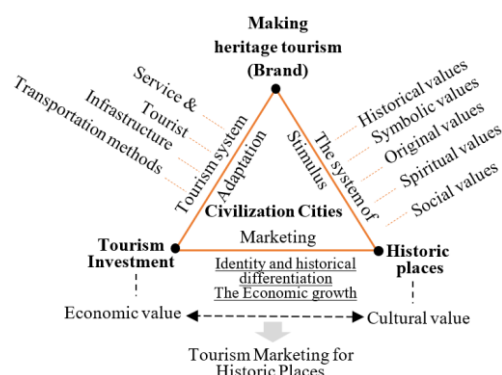 Making
heritage tourism
(Brand)
Service &
Tourist
Infrastructure
Transportation methods
Tourism system
Adaptation
Historical values
Symbolic values
Original values
Spiritual values
Social values
The system of
Stimulus
Civilization Cities
Marketing
Tourism
Investment
Historic
places
Identity and historical
differentiation
The Economic growth
Economic value
Cultural value
Tourism Marketing for
Historic Places